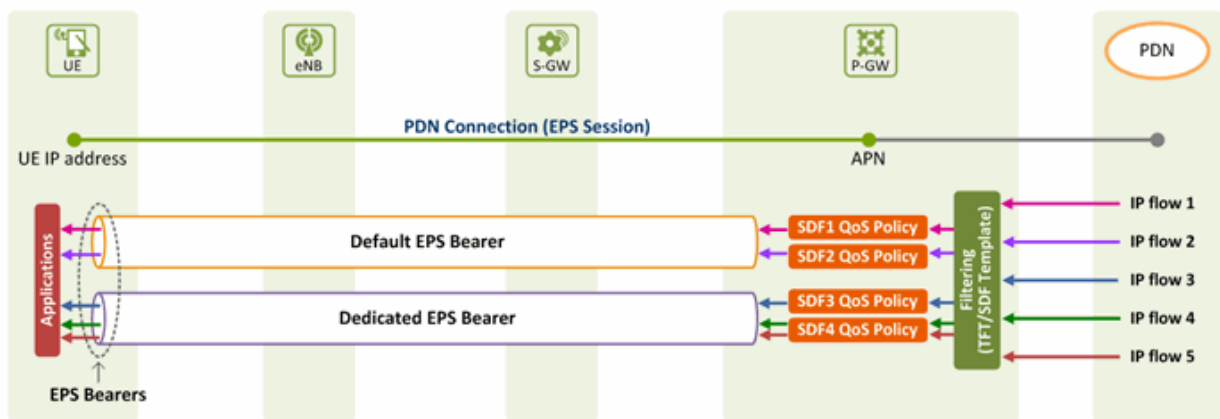 UE
eNB
S-GW
P-GW
PDN
PDN Connection (EPS Session)
UE IP address
APN
Applications
Default EPS Bearer
Dedicated EPS Bearer
EPS Bearers
SDF1 QoS Policy
SDF2 QoS Policy
SDF3 QoS Policy
SDF4 QoS Policy
Filtering
(TFT/SDF Template)
IP flow 1
IP flow 2
IP flow 3
IP flow 4
IP flow 5